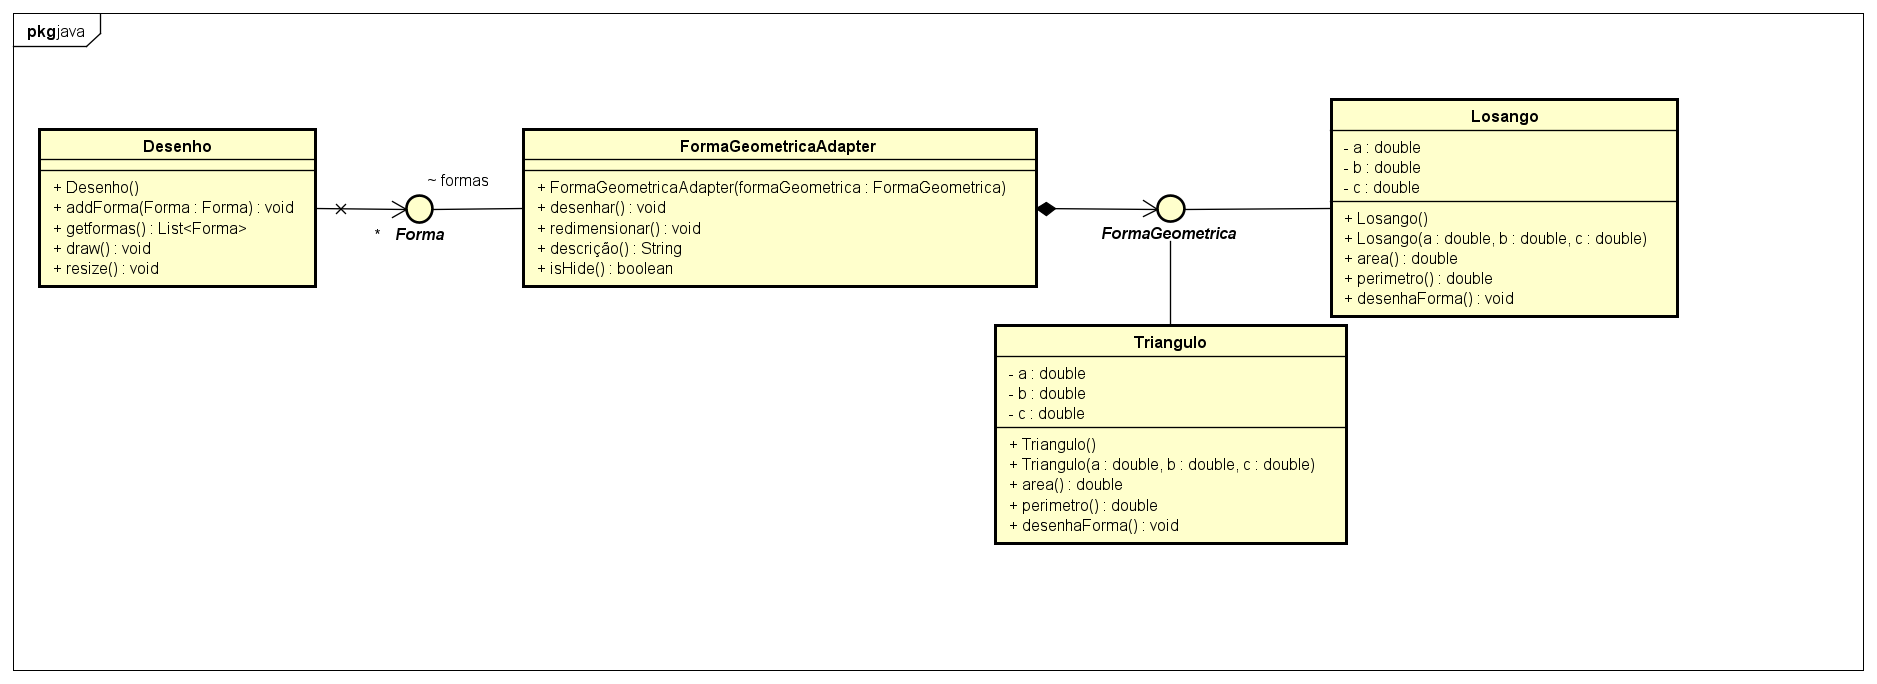 pkg java
Desenho
+ Desenho()
+ addForma(Forma : Forma) : void
+ getformas() : List<Forma>
+ draw() : void
+ resize() : void
~ formas
*
Forma
FormaGeometricaAdapter
+ FormaGeometricaAdapter(formaGeometrica : FormaGeometrica)
+ desenhar() : void
+ redimensionar() : void
+ descrição() : String
+ isHide() : boolean
FormaGeometrica
Losango
- a : double
- b : double
- c : double
+ Losango()
+ Losango(a : double, b : double, c : double)
+ area() : double
+ perimetro() : double
+ desenhaForma() : void
Triangulo
- a : double
- b : double
- c : double
+ Triangulo()
+ Triangulo(a : double, b : double, c : double)
+ area() : double
+ perimetro() : double
+ desenhaForma() : void